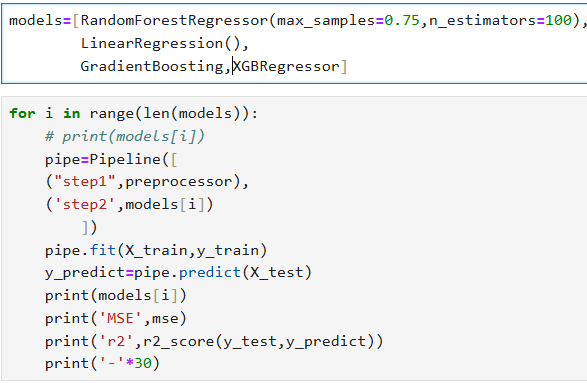 models=[RandomForestRegressor(max_samples=0.75,n_estimators=100),
        LinearRegression(),
        GradientBoosting,XGBRegressor]
for i in range(len(models)):
    # print(models[i])
    pipe=Pipeline([
    ("step1",preprocessor),
    ('step2',models[i])
        ])
    pipe.fit(X_train,y_train)
    y_predict=pipe.predict(X_test)
    print(models[i])
    print('MSE',mse)
    print('r2',r2_score(y_test,y_predict))
    print('-'*30)